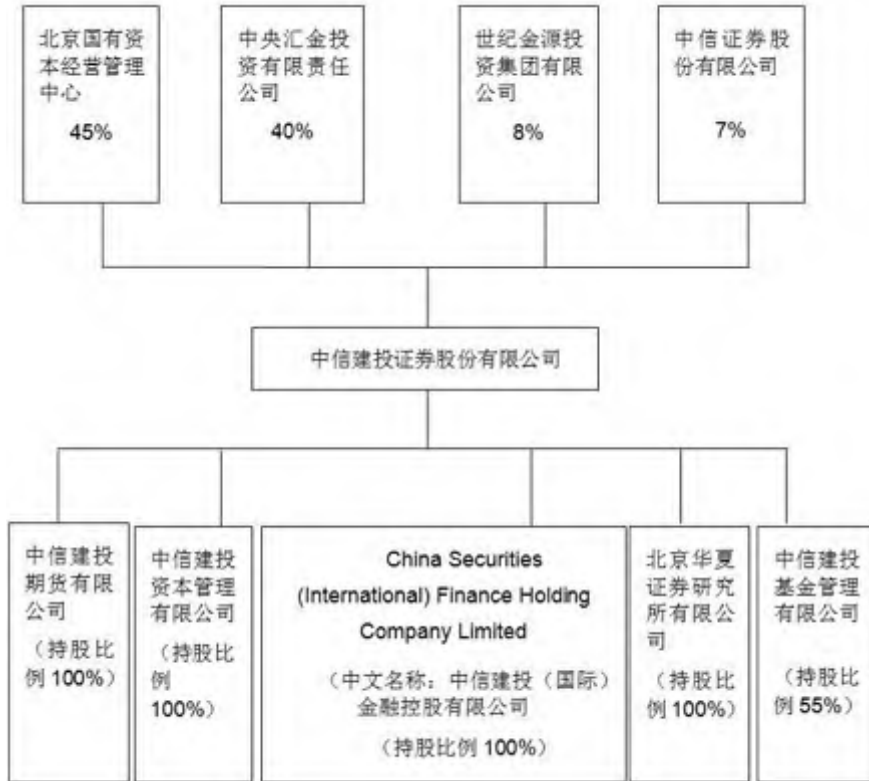 北京国有资
本经营管理
中心
45%
中央汇金投
资有限责任
公司
40%
世纪金源投
资集团有限
公司
8%
中信证券股
份有限公司
7%
中信建投证券股份有限公司
中信建投
期货有限
公司
（持股比
例 100%）
中信建投
资本管理
有限公司
（持股比
例
100%）
China Securities
(International) Finance Holding
Company Limited
（中文名称：中信建投（国际）
金融控股有限公司
（持股比例 100%）
北京华夏
证券研究
所有限公
司
（持股比
例 100%）
中信建投
基金管理
有限公司
（持股比
例 55%）